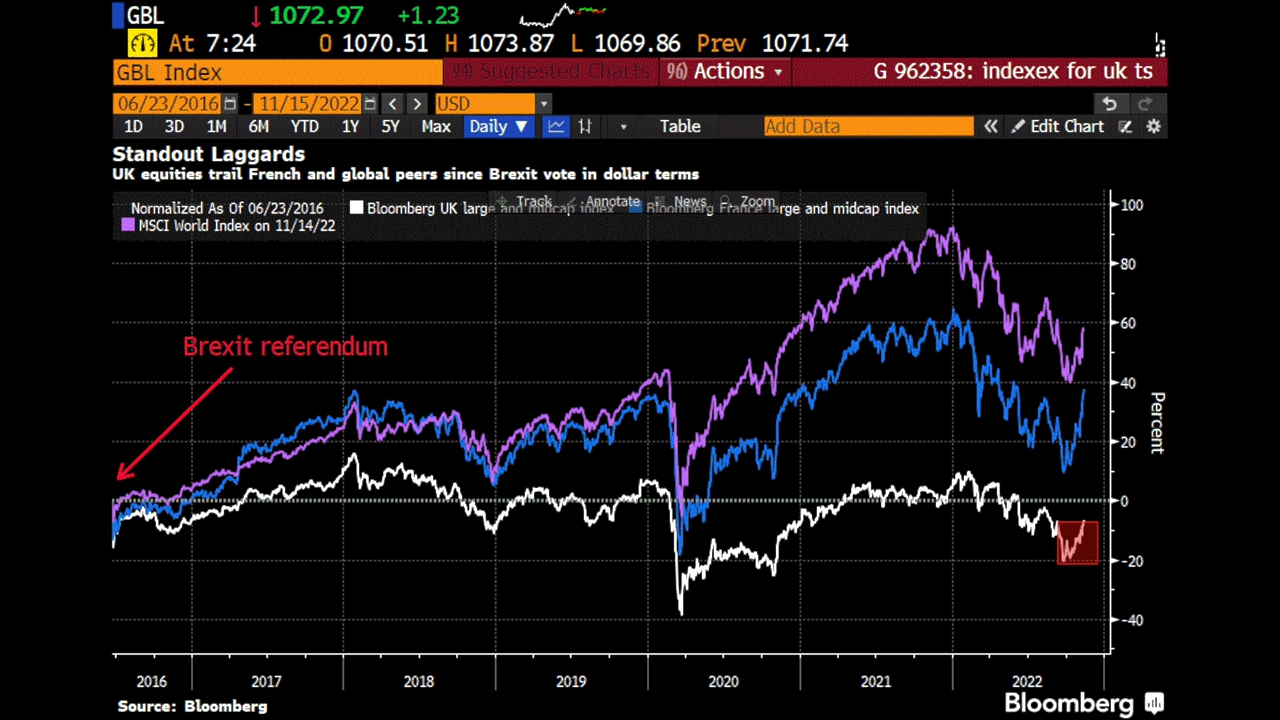 GBL ↓ 1072.97 +1.23
At 7:24 O 1070.51 H 1073.87 L 1069.86 Prev 1071.74
GBL Index 94) Suggested Charts 96) Actions G 962358: indexex for uk ts
06/23/2016 - 11/15/2022 < > USD
1D 3D 1M 6M YTD 1Y 5Y Max Daily ▼ Table Add Data « Edit Chart
Standout Laggards
UK equities trail French and global peers since Brexit vote in dollar terms
Track Annotate News Zoom
Normalized As Of 06/23/2016 Bloomberg UK large and midcap index Bloomberg France large and midcap index
MSCI World Index on 11/14/22
100
80
60
40
20
0
-20
-40
Percent
Brexit referendum
2016 2017 2018 2019 2020 2021 2022
Source: Bloomberg
Bloomberg